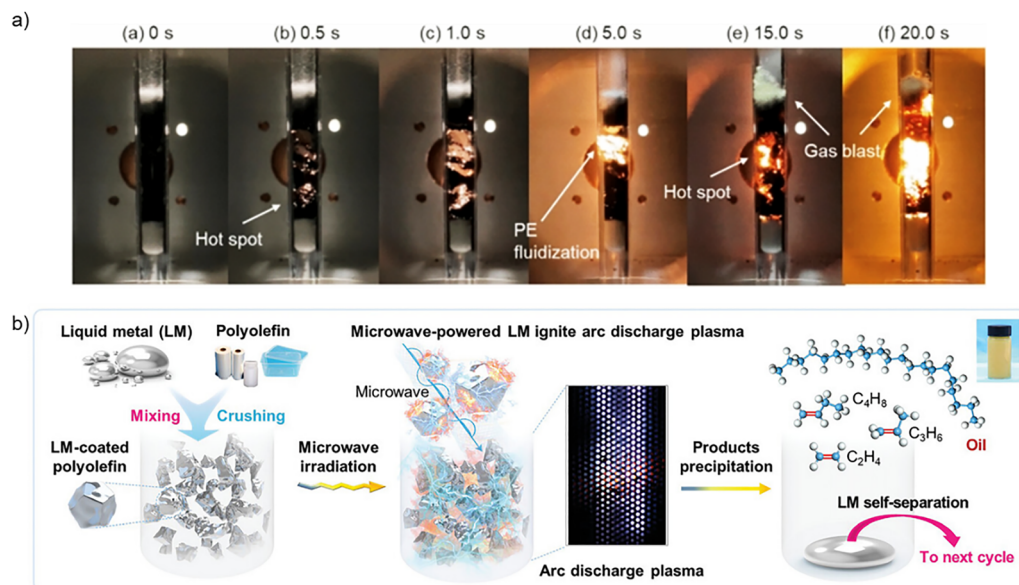 a)
(a) 0 s
(b) 0.5 s
(c) 1.0 s
(d) 5.0 s
(e) 15.0 s
(f) 20.0 s
Hot spot
PE
fluidization
Hot spot
Gas blast
b)
Liquid metal (LM)
Polyolefin
Mixing
Crushing
LM-coated
polyolefin
Microwave
irradiation
Microwave-powered LM ignite arc discharge plasma
Microwave
Arc discharge plasma
Products
precipitation
C4H8
C3H6
C2H4
Oil
LM self-separation
To next cycle